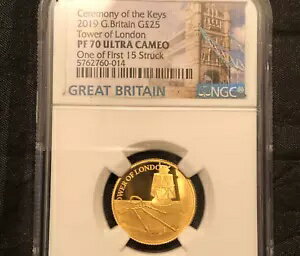 Ceremony of the Keys
2019 G.Britain G£25
Tower of London
PF 70 ULTRA CAMEO
One of First 15 Struck
5762760-014
GREAT BRITAIN
NGC
TOWER OF LONDON